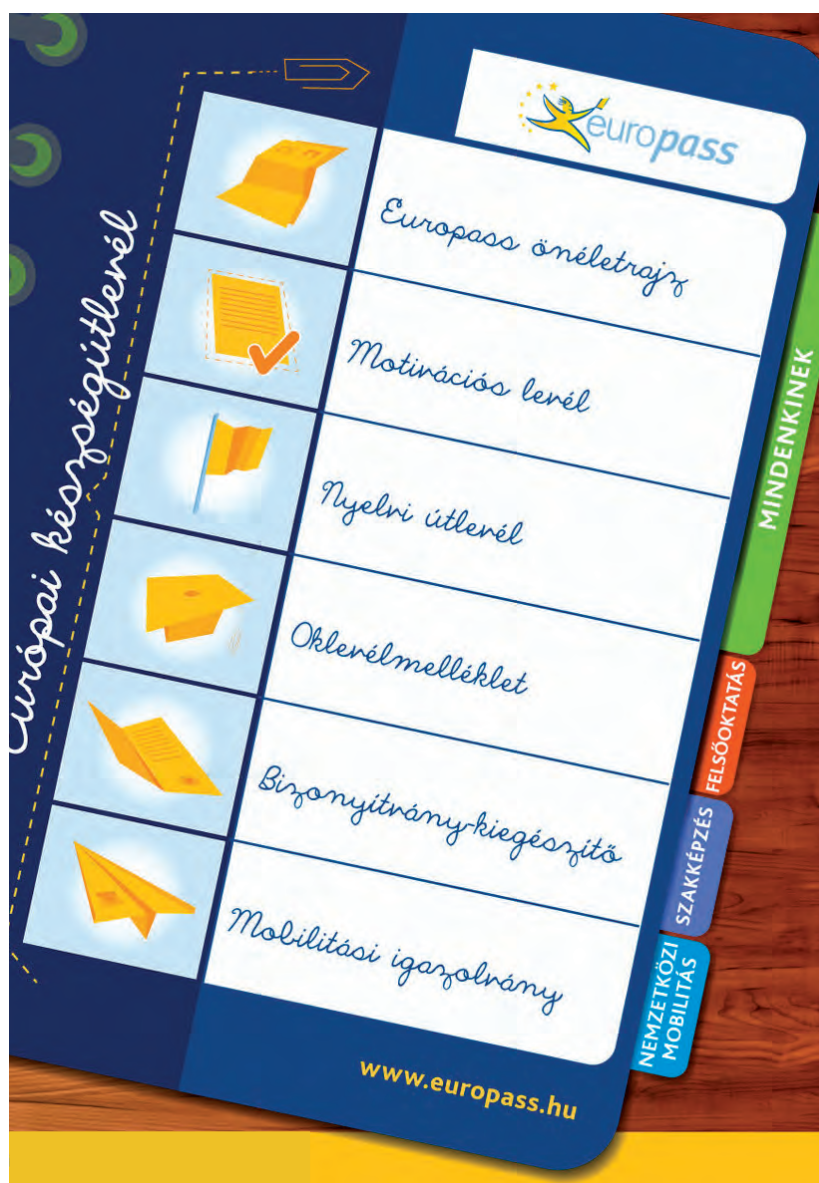 europass
Európai készségútlevél
Europass önéletrajz
Motivációs levél
Nyelvi útlevél
Oklevélmelléklet
Bizonyítvány-kiegészítő
Mobilitási igazolvány
MINDENKINEK
FELSŐOKTATÁS
SZAKKÉPZÉS
NEMZETKÖZI
MOBILITÁS
www.europass.hu